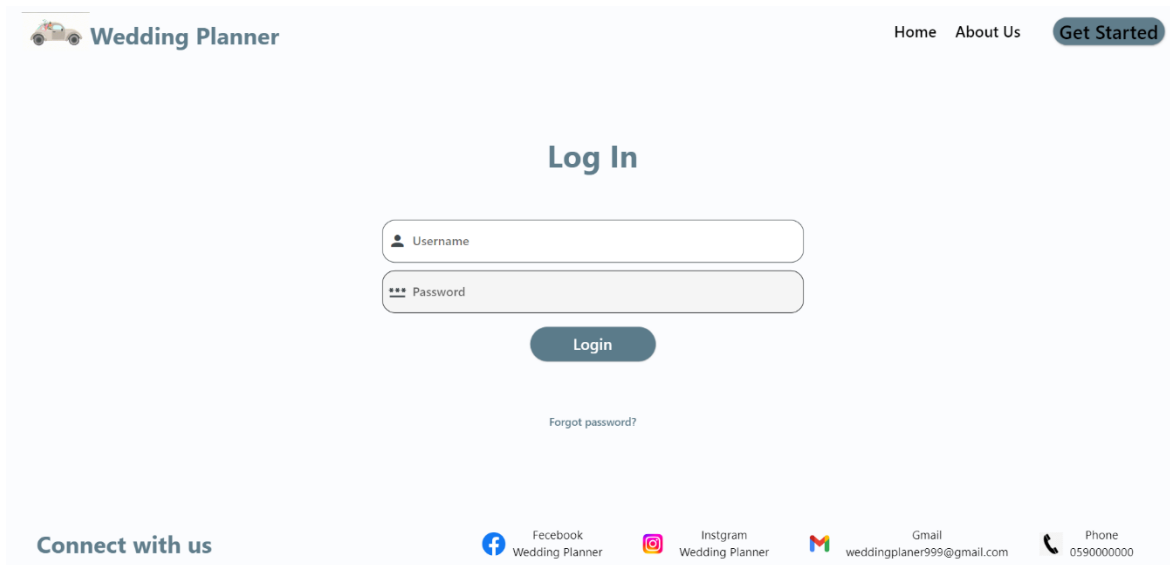 Wedding Planner
Home About Us Get Started
Log In
Username
Password
Login
Forgot password?
Connect with us
Fecebook
Wedding Planner
Instgram
Wedding Planner
Gmail
weddingplaner999@gmail.com
Phone
0590000000